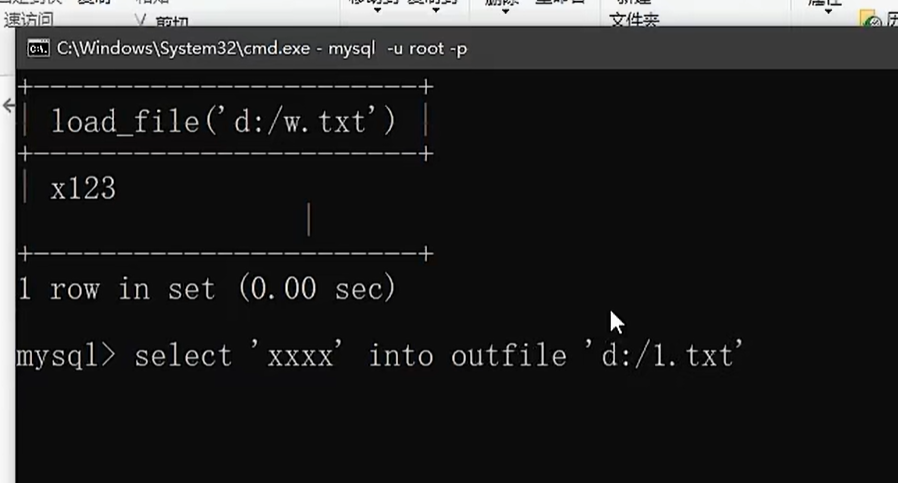 速访问
剪切
文件夹
C:\Windows\System32\cmd.exe - mysql  -u root -p
+------------------------+
| load_file('d:/w.txt') |
+------------------------+
| x123
|
+------------------------+
1 row in set (0.00 sec)
mysql> select 'xxxx' into outfile 'd:/1.txt'